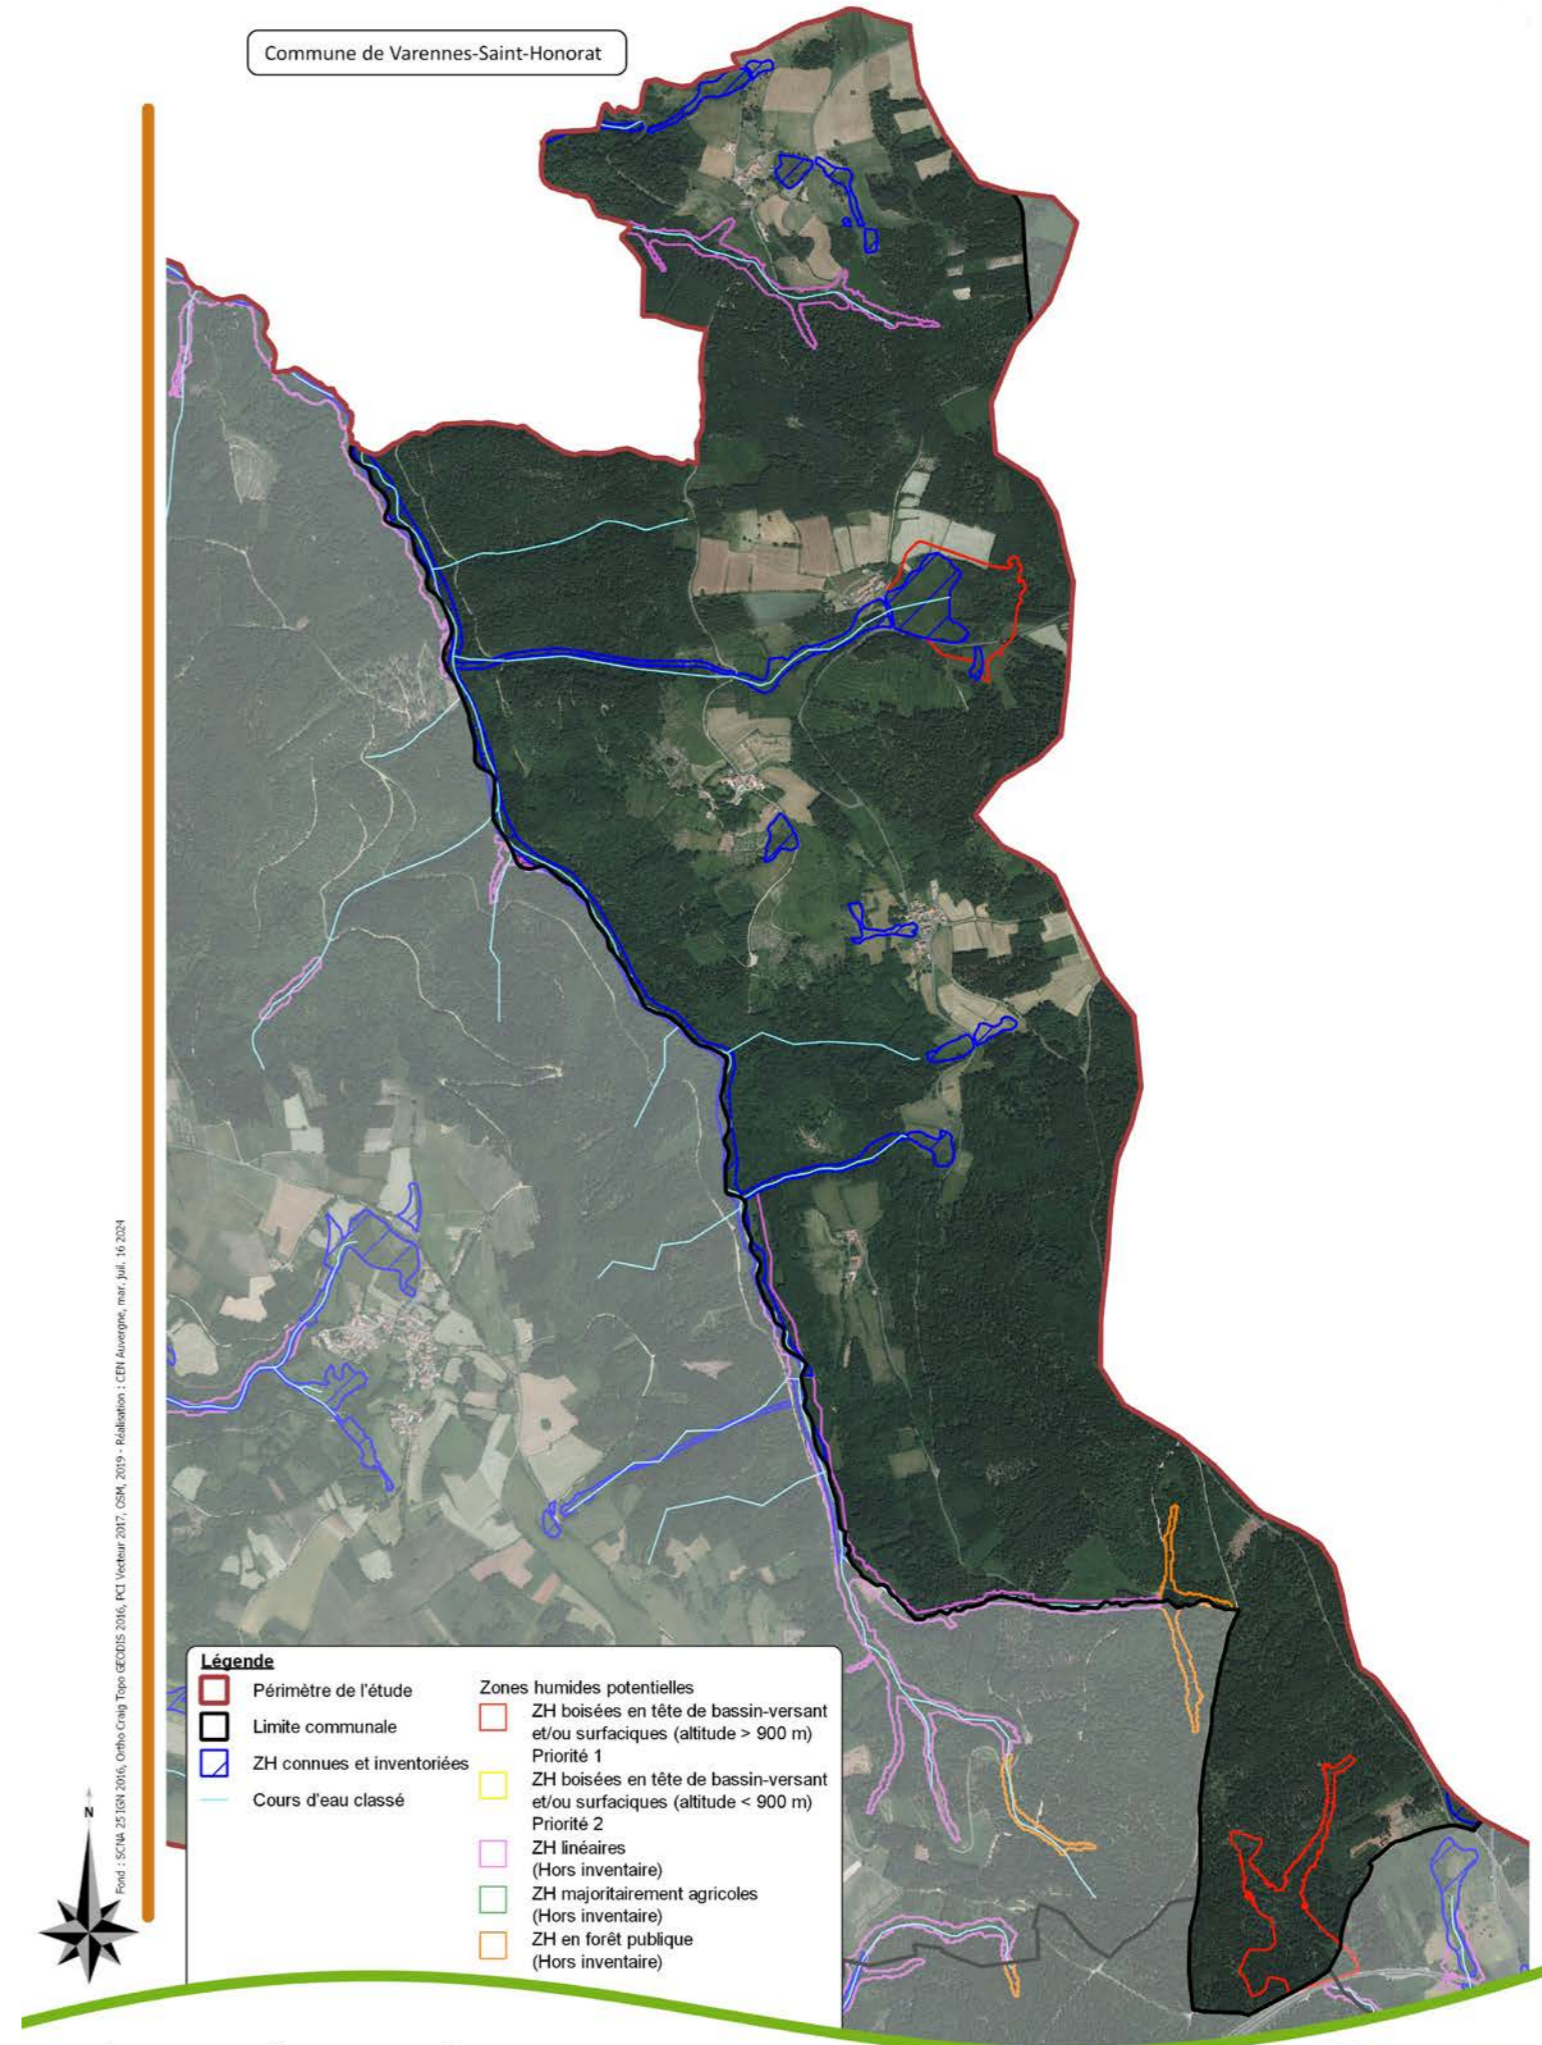 Commune de Varennes-Saint-Honorat
Fond : SCNA 25 IGN 2016, Ortho Craig Topo GEODIS 2016, PCI Vecteur 2017, OSM, 2019 - Réalisation : CEN Auvergne, mar. juil. 16 2024
N
Légende
Périmètre de l'étude
Limite communale
ZH connues et inventoriées
Cours d'eau classé
Zones humides potentielles
ZH boisées en tête de bassin-versant
et/ou surfaciques (altitude > 900 m)
Priorité 1
ZH boisées en tête de bassin-versant
et/ou surfaciques (altitude < 900 m)
Priorité 2
ZH linéaires
(Hors inventaire)
ZH majoritairement agricoles
(Hors inventaire)
ZH en forêt publique
(Hors inventaire)